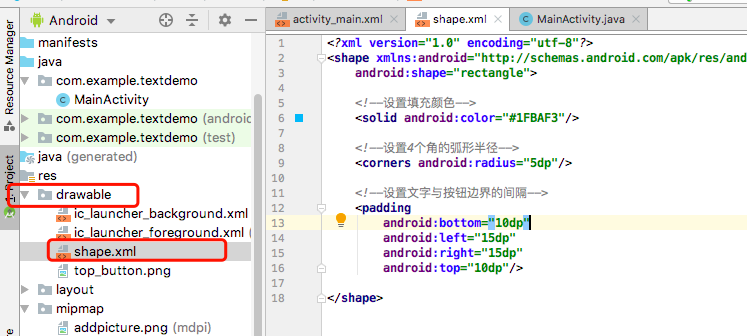 Resource Manager
1: Project
Android
manifests
java
com.example.textdemo
MainActivity
com.example.textdemo (android
com.example.textdemo (test)
java (generated)
res
drawable
ic_launcher_background.xml
ic_launcher_foreground.xml (
shape.xml
top_button.png
layout
mipmap
addpicture.png (mdpi)
activity_main.xml
shape.xml
MainActivity.java
1 <?xml version="1.0" encoding="utf-8"?>
2 <shape xmlns:android="http://schemas.android.com/apk/res/and
3 android:shape="rectangle">
4
5 <!--设置填充颜色-->
6 <solid android:color="#1FBAF3"/>
7
8 <!--设置4个角的弧形半径-->
9 <corners android:radius="5dp"/>
10
11 <!--设置文字与按钮边界的间隔-->
12 <padding
13 android:bottom="10dp"
14 android:left="15dp"
15 android:right="15dp"
16 android:top="10dp"/>
17
18 </shape>